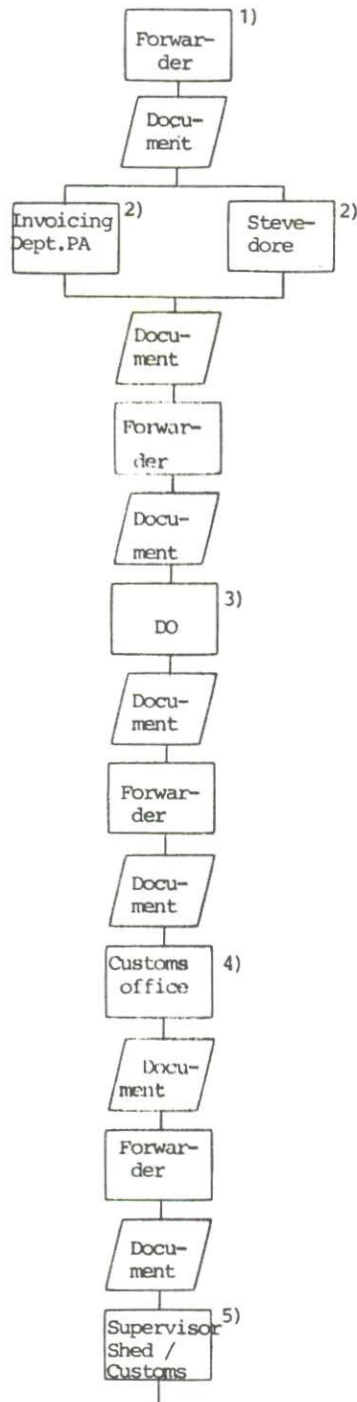 1)
Forwar-
der
Docu-
ment
2)
Invoicing
Dept.PA
2)
Steve-
dore
Docu-
ment
Forwar-
der
Docu-
ment
3)
DO
Docu-
ment
Forwar-
der
Docu-
ment
4)
Customs
office
Docu-
ment
Forwar-
der
Docu-
ment
5)
Supervisor
Shed /
Customs